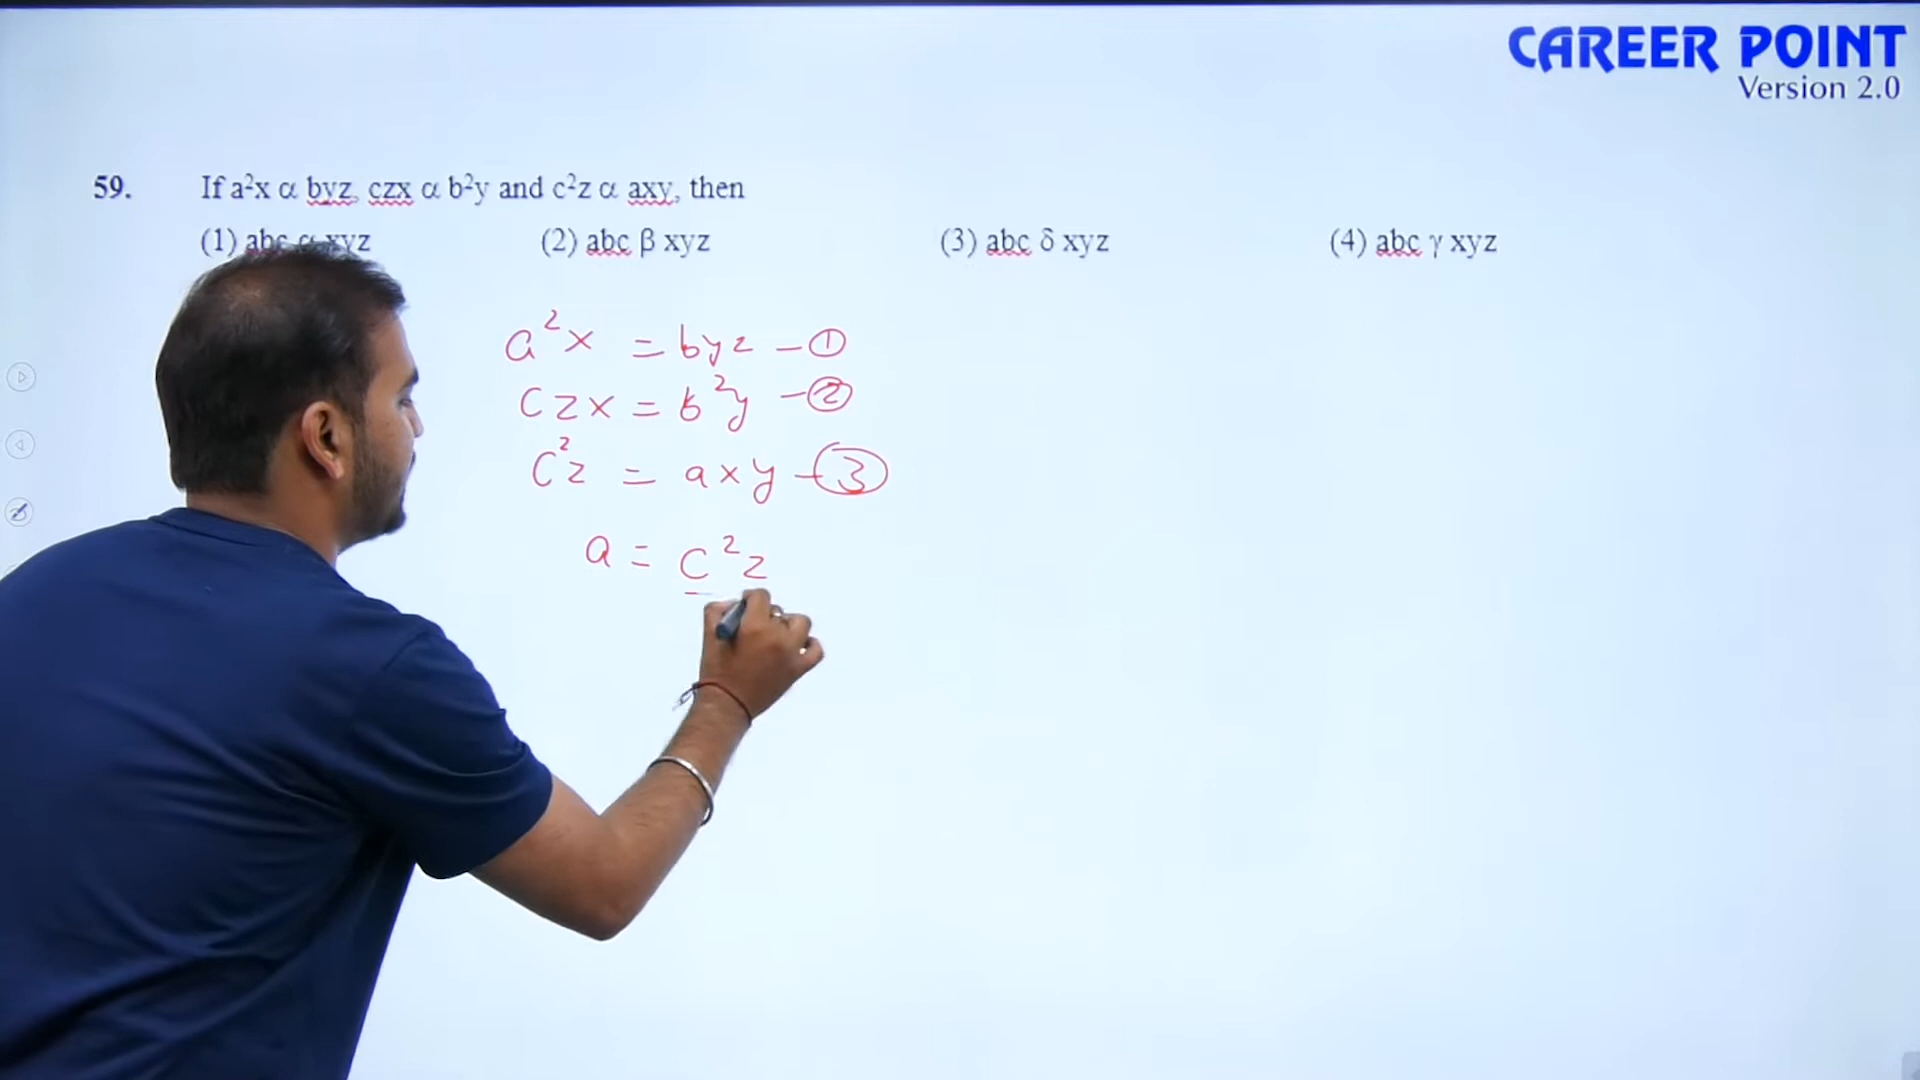 CAREER POINT
Version 2.0
59. If a²x α byz, czx α b²y and c²z α axy, then
(1) abc α xyz (2) abc β xyz (3) abc δ xyz (4) abc γ xyz
a²x = byz – ①
czx = b²y – ②
c²z = axy – ③
a = c²z